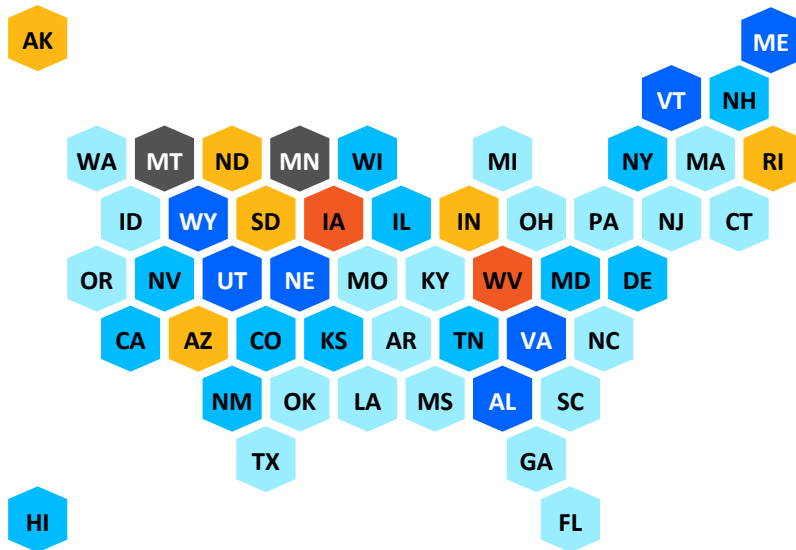 AK
ME
VT NH
WA MT ND MN WI MI NY MA RI
ID WY SD IA IL IN OH PA NJ CT
OR NV UT NE MO KY WV MD DE
CA AZ CO KS AR TN VA NC
NM OK LA MS AL SC
TX GA
HI FL